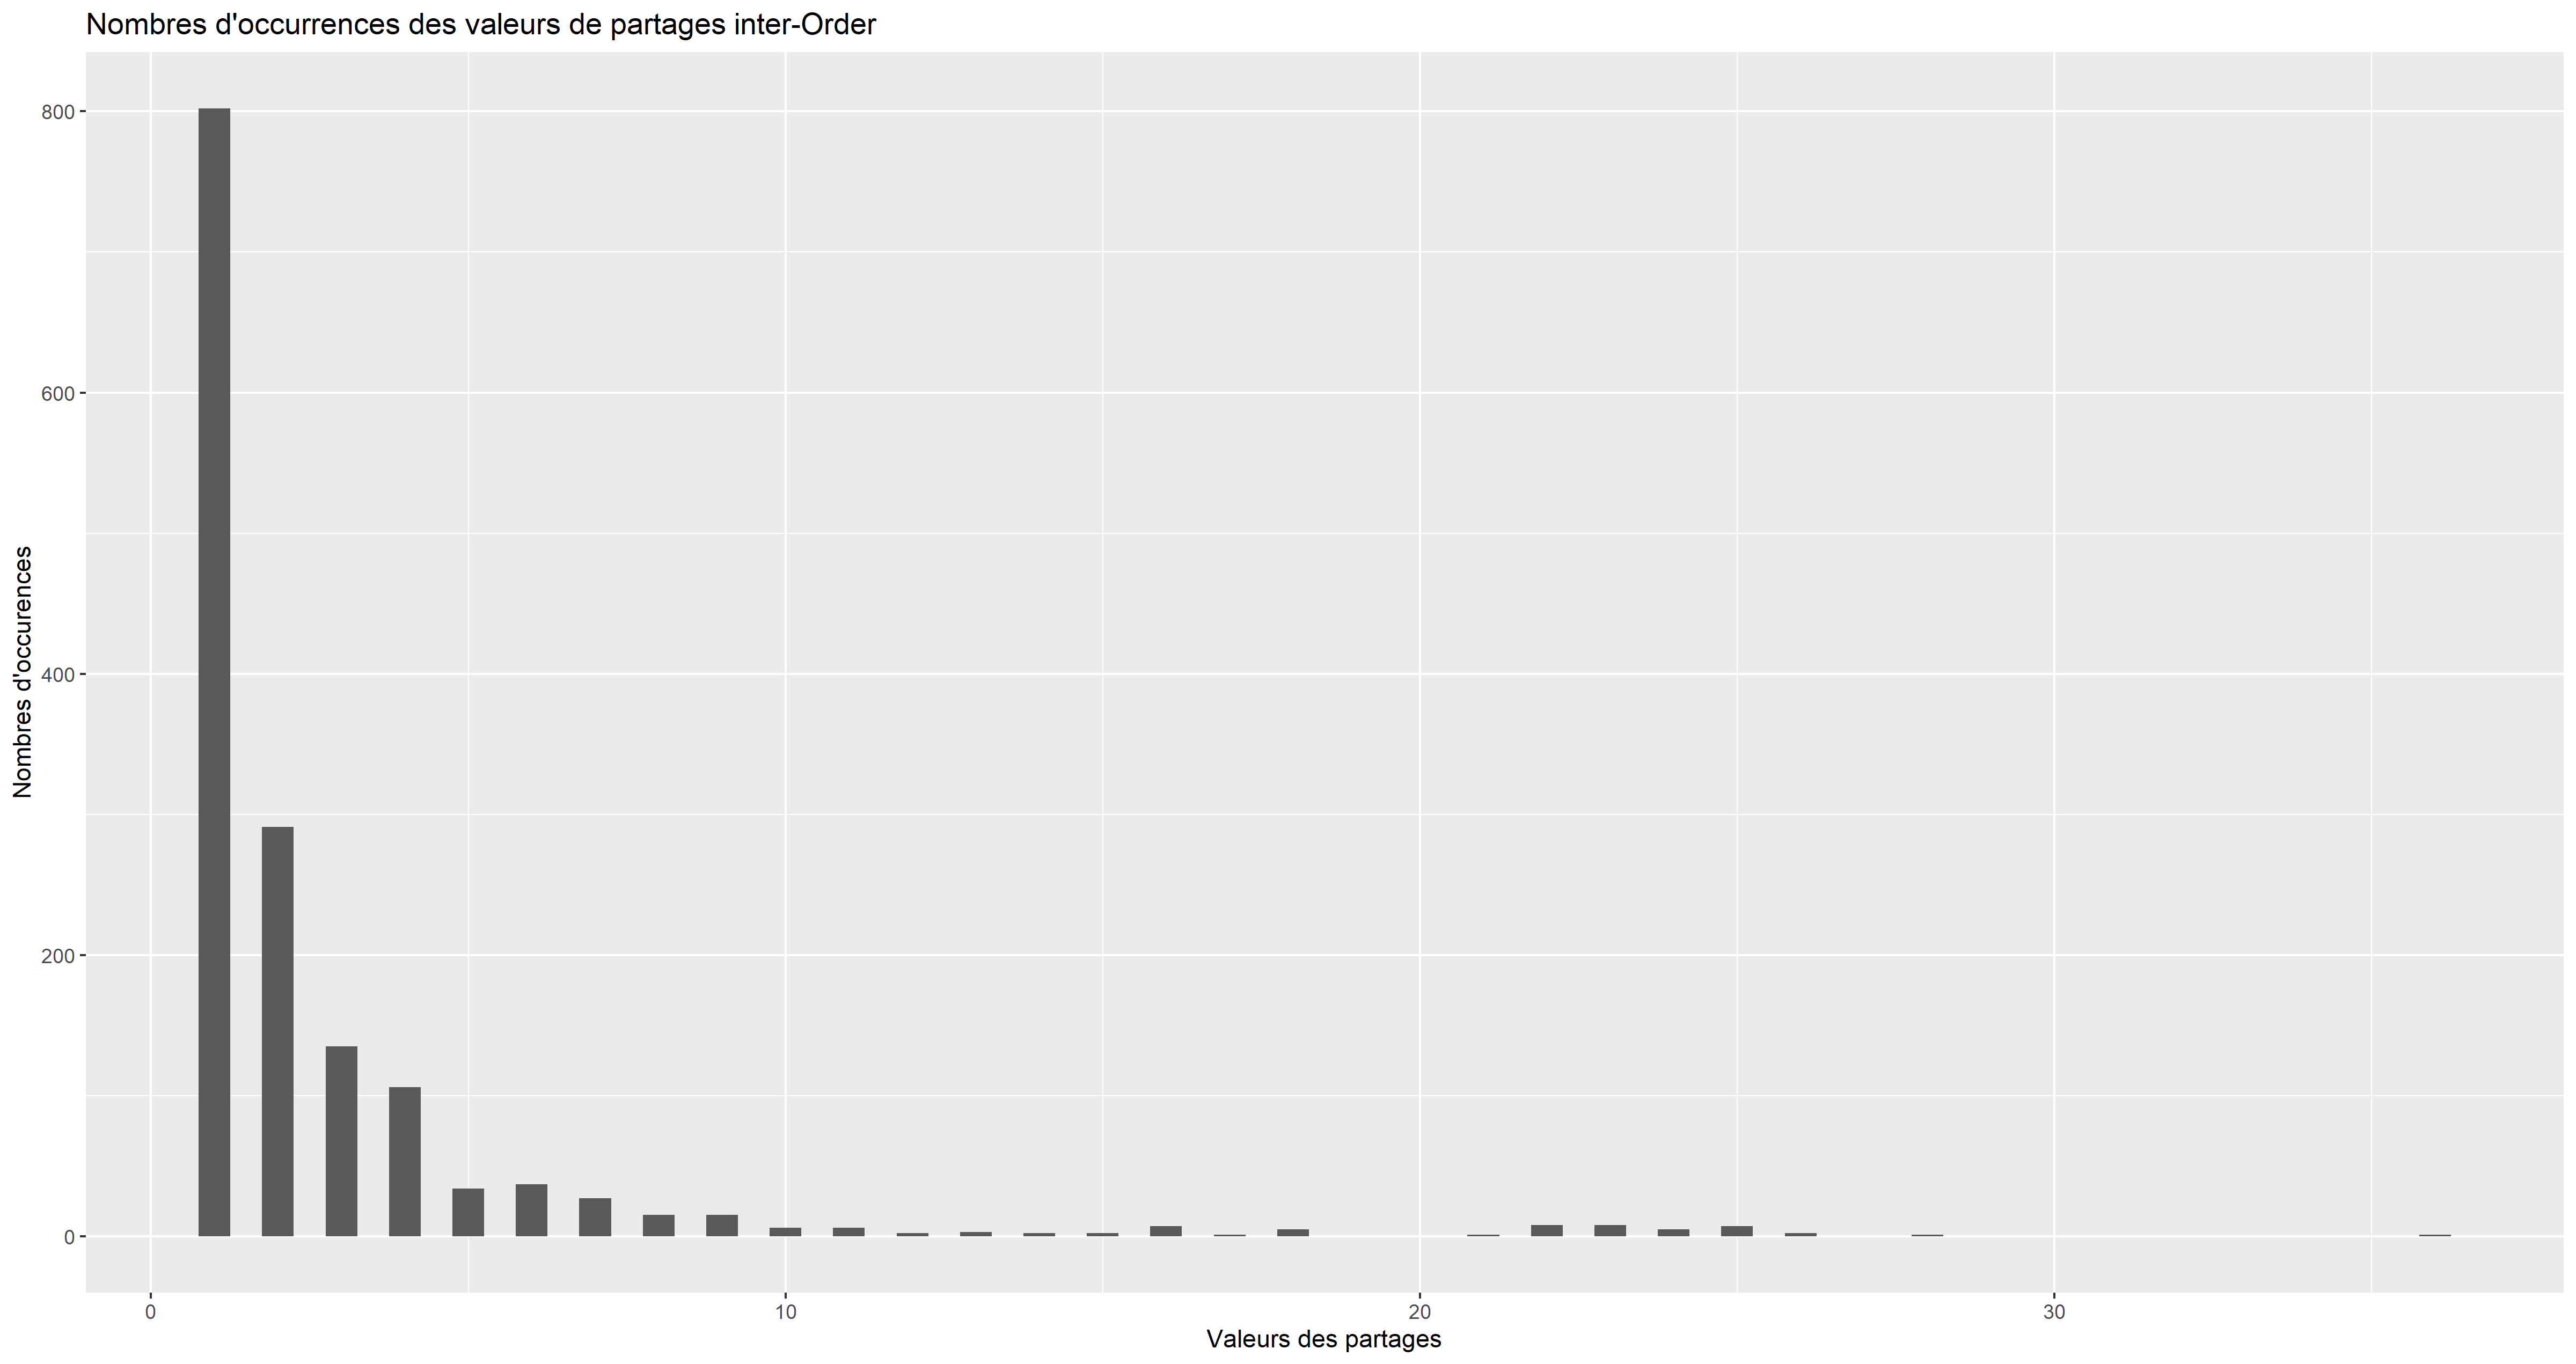 Nombres d'occurrences des valeurs de partages inter-Order
Nombres d'occurences
800
600
400
200
0
0 10 20 30
Valeurs des partages